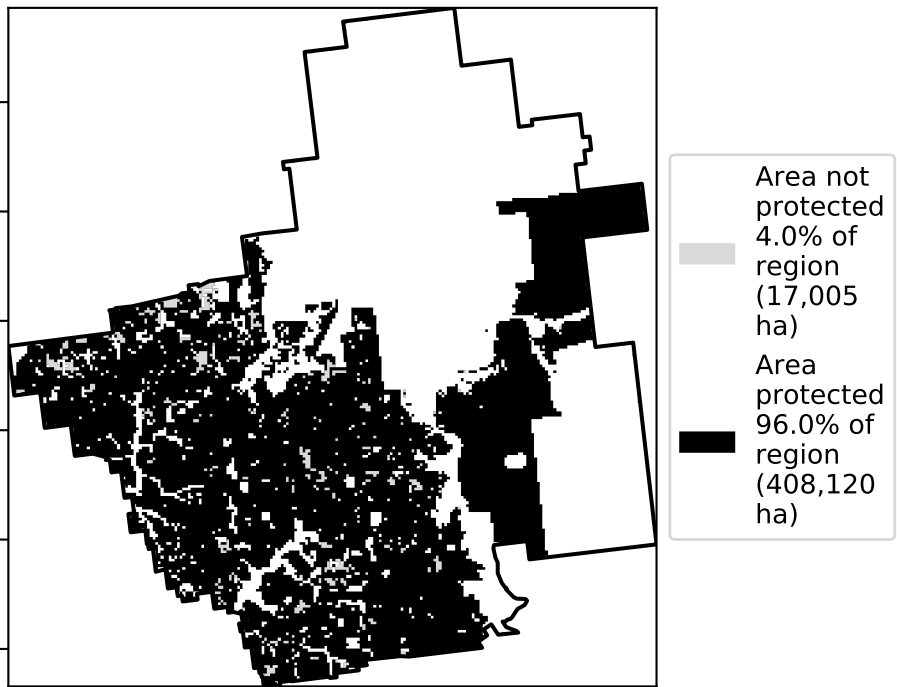 Area not
protected
4.0% of
region
(17,005
ha)
Area
protected
96.0% of
region
(408,120
ha)